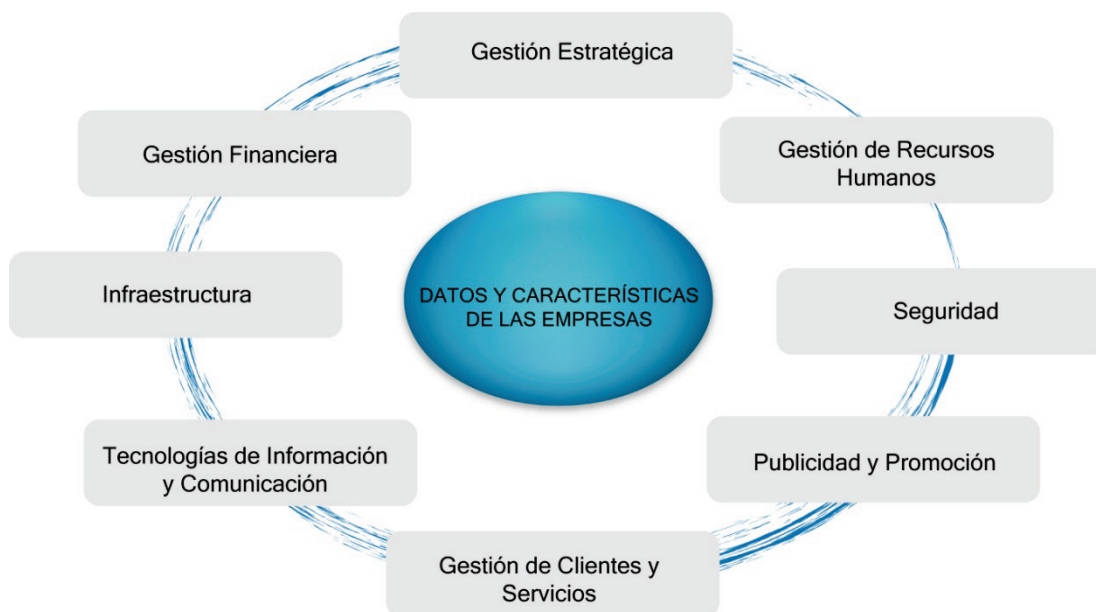 Gestión Estratégica
Gestión Financiera
Gestión de Recursos
Humanos
Infraestructura
DATOS Y CARACTERÍSTICAS
DE LAS EMPRESAS
Seguridad
Tecnologías de Información
y Comunicación
Publicidad y Promoción
Gestión de Clientes y
Servicios